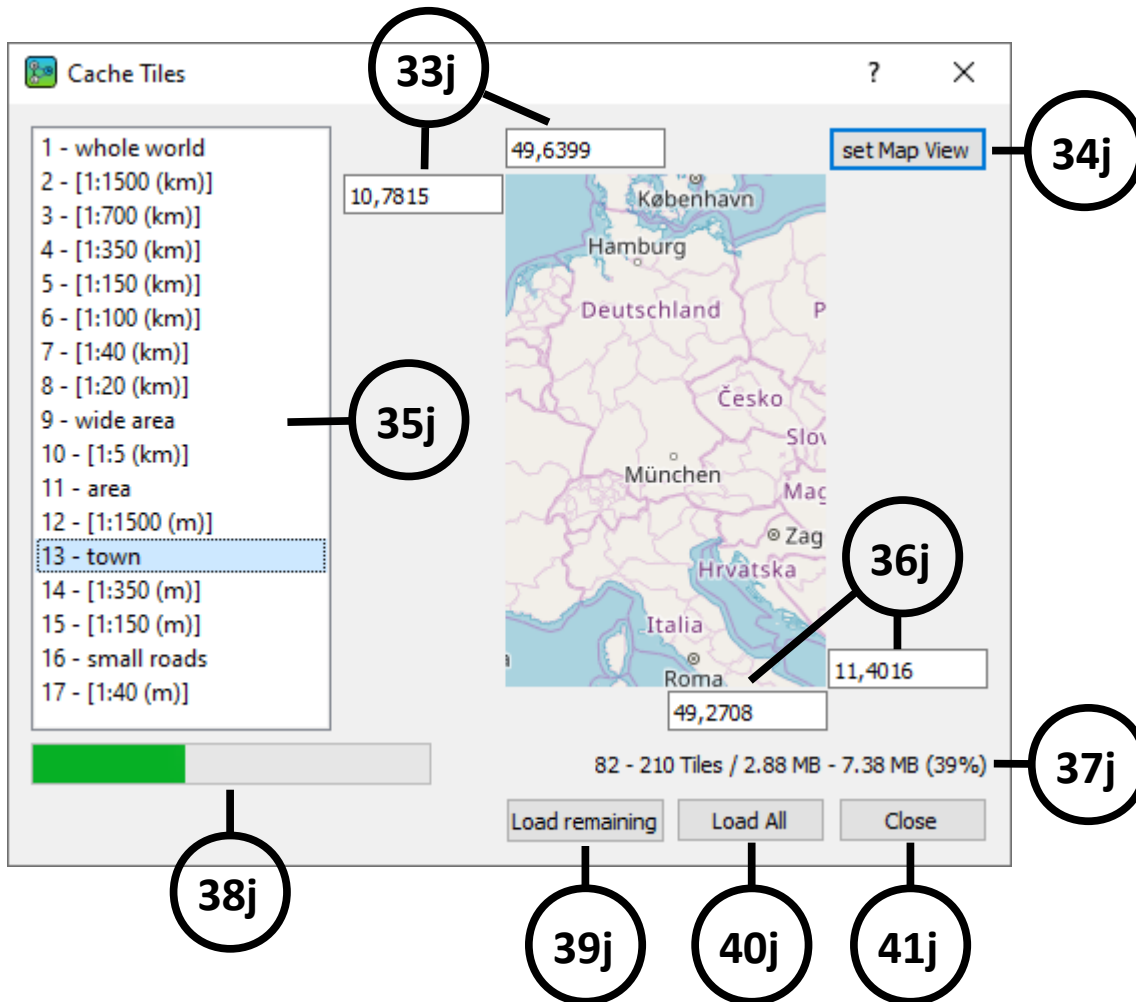 33j
Cache Tiles
?
49,6399
set Map View
34j
10,7815
1 - whole world
2 - [1:1500 (km)]
3 - [1:700 (km)]
4 - [1:350 (km)]
5 - [1:150 (km)]
6 - [1:100 (km)]
7 - [1:40 (km)]
8 - [1:20 (km)]
9 - wide area
10 - [1:5 (km)]
11 - area
12 - [1:1500 (m)]
13 - town
14 - [1:350 (m)]
15 - [1:150 (m)]
16 - small roads
17 - [1:40 (m)]
35j
København
Hamburg
Deutschland
P
Česko
Slov
München
Mag
Zag
Hrvatska
Italia
a
Roma
36j
11,4016
49,2708
82 - 210 Tiles / 2.88 MB - 7.38 MB (39%)
37j
Load remaining
Load All
Close
38j
39j
40j
41j